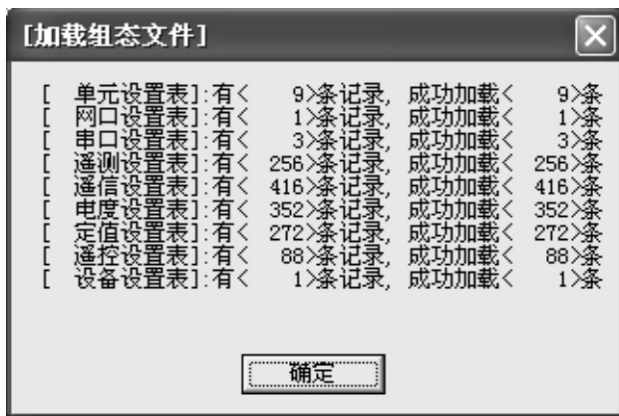 [加载组态文件]
[ 单元设置表]:有< 9>条记录, 成功加载< 9>条
[ 网口设置表]:有< 1>条记录, 成功加载< 1>条
[ 串口设置表]:有< 3>条记录, 成功加载< 3>条
[ 遥测设置表]:有< 256>条记录, 成功加载< 256>条
[ 遥信设置表]:有< 416>条记录, 成功加载< 416>条
[ 电度设置表]:有< 352>条记录, 成功加载< 352>条
[ 定值设置表]:有< 272>条记录, 成功加载< 272>条
[ 遥控设置表]:有< 88>条记录, 成功加载< 88>条
[ 设备设置表]:有< 1>条记录, 成功加载< 1>条
确定